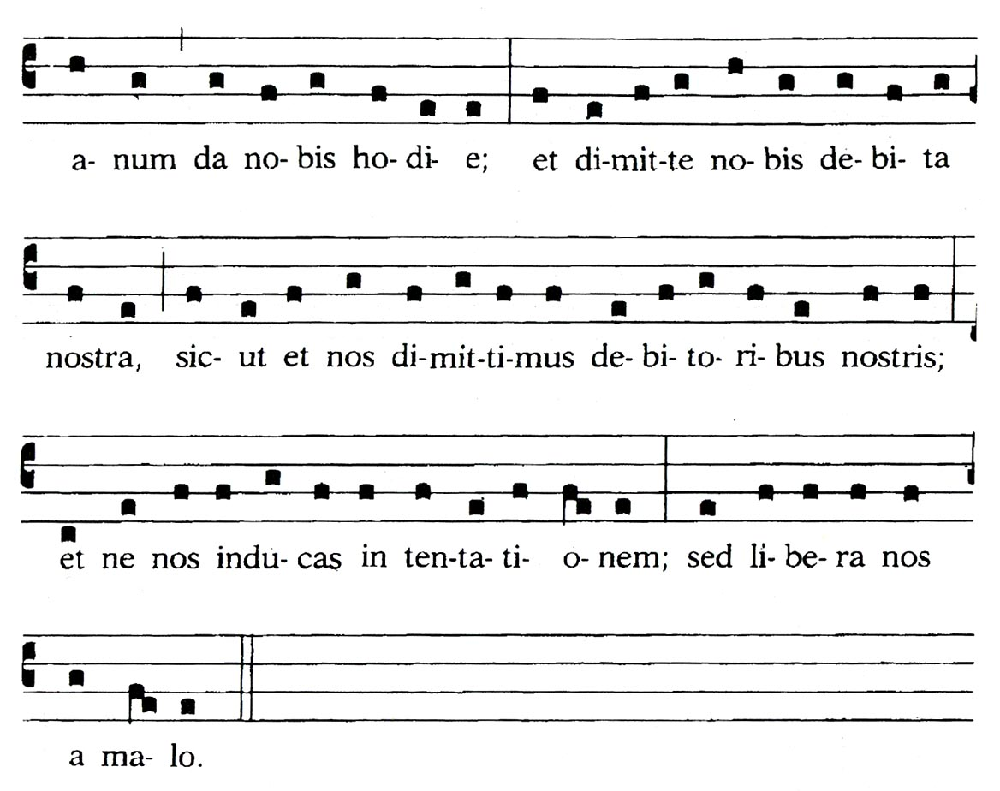 a- num da no- bis ho- di- e; et di-mit-te no- bis de- bi- ta
nostra, sic- ut et nos di-mit-ti-mus de- bi- to- ri- bus nostris;
et ne nos indu- cas in ten-ta- ti- o- nem; sed li- be- ra nos
a ma- lo.